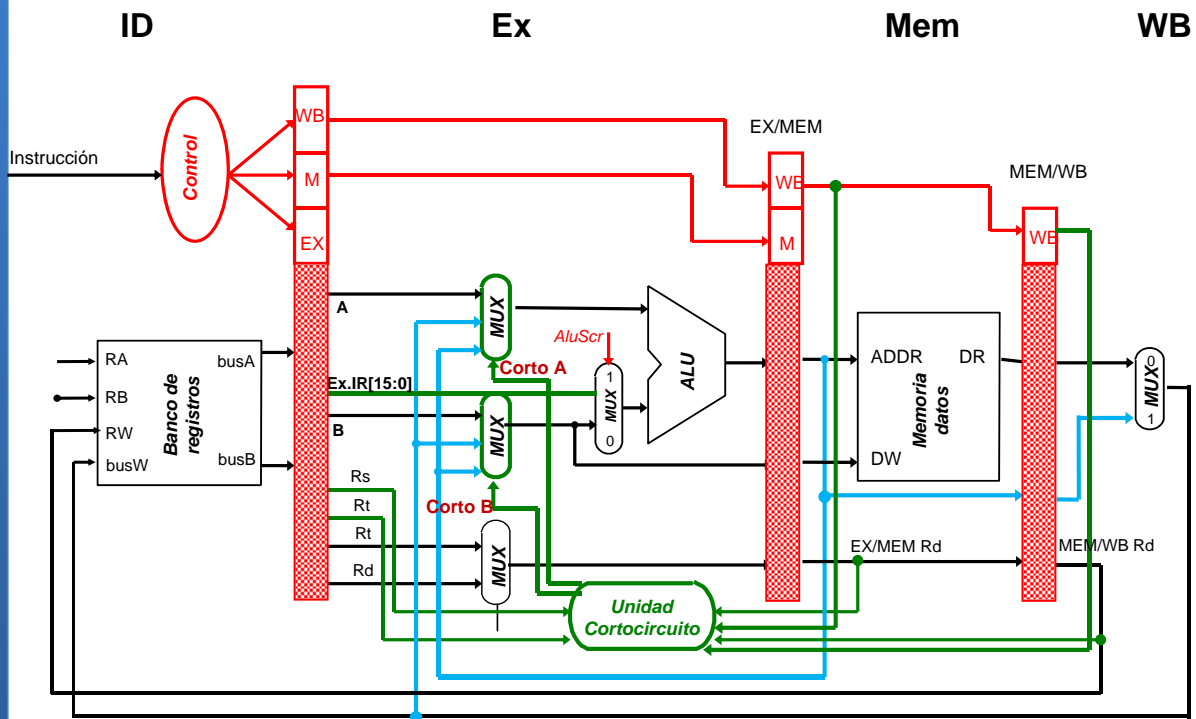 ID
Ex
Mem
WB
WB
EX/MEM
Instrucción
Control
M
WB
MEM/WB
EX
M
WB
A
MUX
AluScr
ALU
RA
busA
Banco de
registros
RB
RW
busW
busB
Corto A
Ex.IR[15:0]
1
MUX
0
B
MUX
ADDR
DR
Memoria
datos
DW
0
MUX
1
Rs
Corto B
Rt
Rt
Rd
MUX
EX/MEM Rd
MEM/WB Rd
Unidad
Cortocircuito